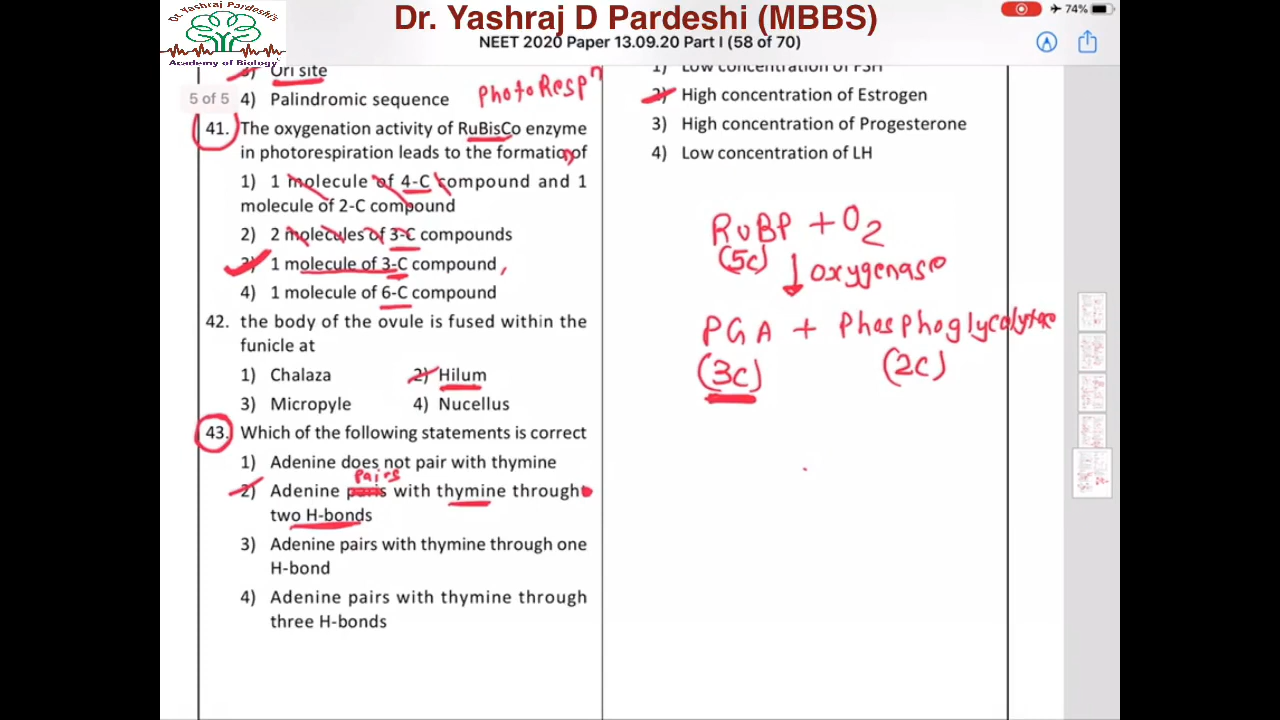 Dr. Yashraj Pardeshi's
Academy of Biology
Dr. Yashraj D Pardeshi (MBBS)
74%
NEET 2020 Paper 13.09.20 Part I (58 of 70)
5 of 5
3) Ori site
4) Palindromic sequence
PhotoRespn
41. The oxygenation activity of RuBisCo enzyme
in photorespiration leads to the formation of
1) 1 molecule of 4-C compound and 1
molecule of 2-C compound
2) 2 molecules of 3-C compounds
3) 1 molecule of 3-C compound
4) 1 molecule of 6-C compound
42. the body of the ovule is fused within the
funicle at
1) Chalaza 2) Hilum
3) Micropyle 4) Nucellus
43. Which of the following statements is correct
1) Adenine does not pair with thymine
Pairs
2) Adenine paris with thymine through
two H-bonds
3) Adenine pairs with thymine through one
H-bond
4) Adenine pairs with thymine through
three H-bonds
1) Low concentration of FSH
2) High concentration of Estrogen
3) High concentration of Progesterone
4) Low concentration of LH
RuBP + O2
(5c) ↓ oxygenase
PGA + 
(3c) (2c)